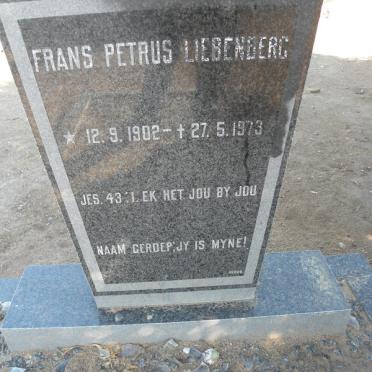 FRANS PETRUS LIEBENBERG
* 12.9.1902 - † 27.5.1973
JES. 43:1. EK HET JOU BY JOU
NAAM GEROEP; JY IS MYNE!